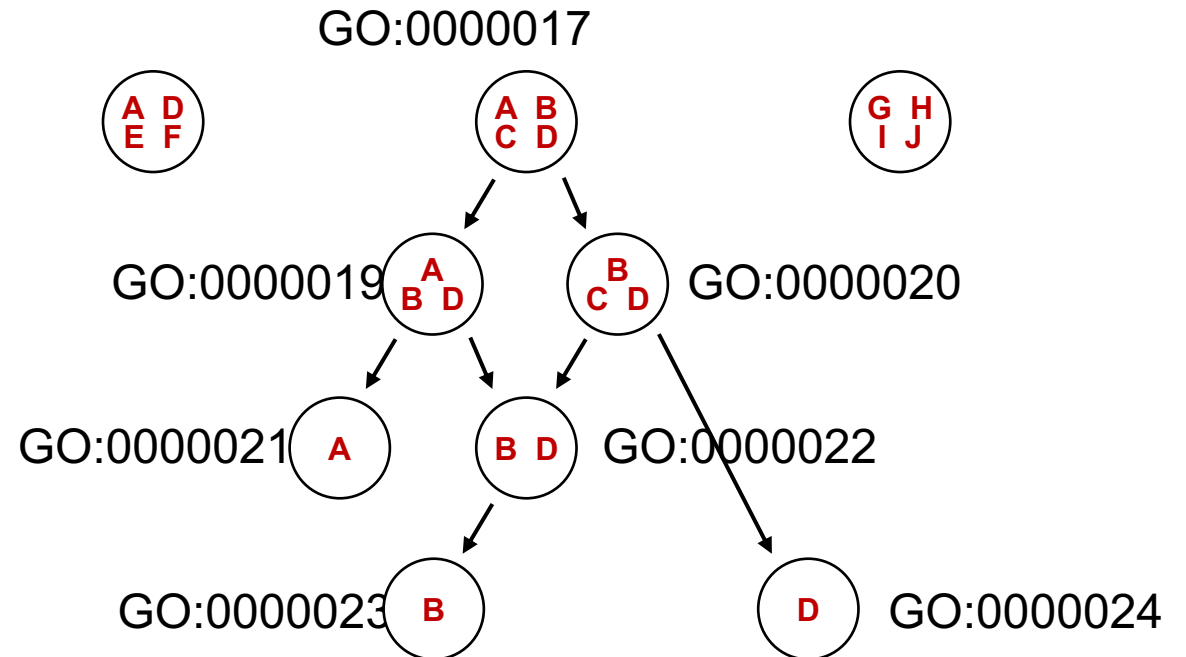 GO:0000017
A D
E F
A B
C D
G H
I J
GO:0000019
A
B D
B
C D
GO:0000020
GO:0000021
A
B D
GO:0000022
GO:0000023
B
D
GO:0000024